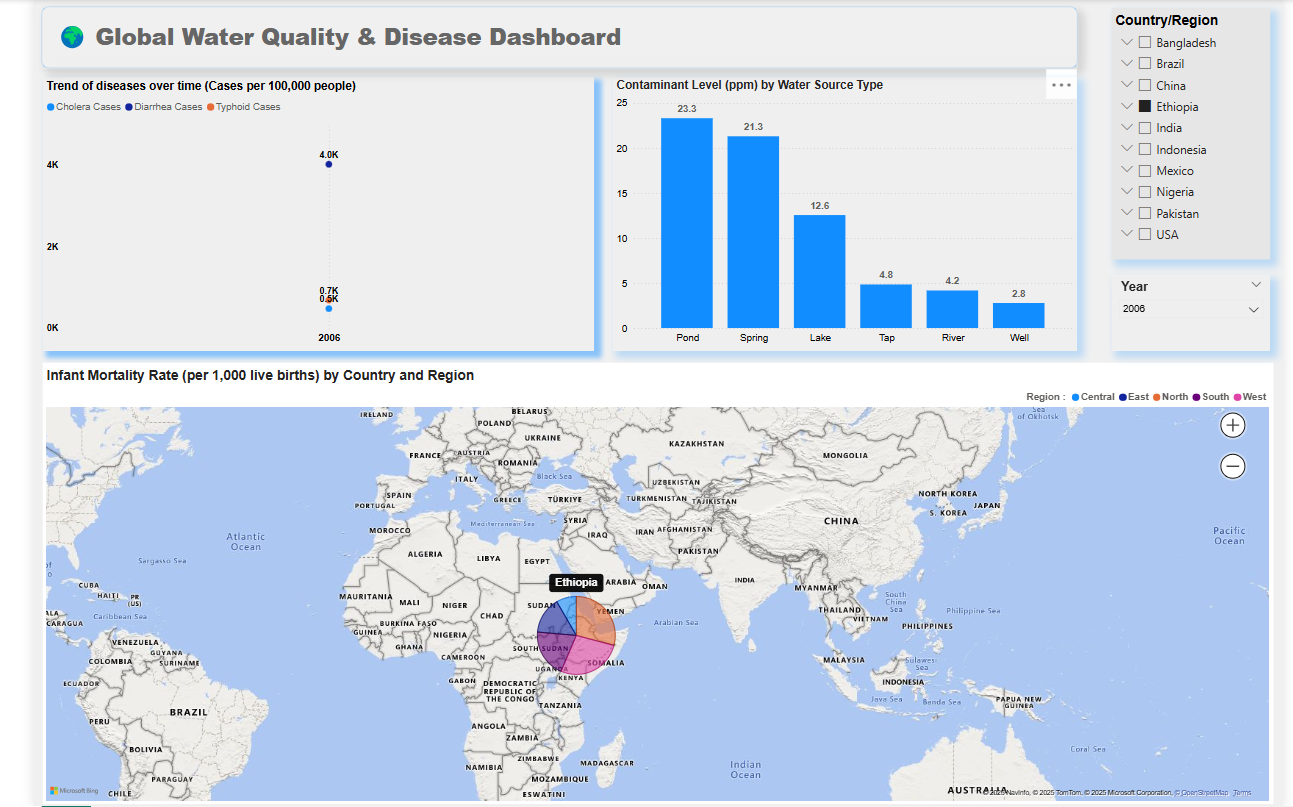 Global Water Quality & Disease Dashboard
Trend of diseases over time (Cases per 100,000 people)
Cholera Cases Diarrhea Cases Typhoid Cases
4K
2K
0K
4.0K
0.7K
0.5K
2006
Contaminant Level (ppm) by Water Source Type
25
20
15
10
5
0
23.3
21.3
12.6
4.8
4.2
2.8
Pond Spring Lake Tap River Well
Country/Region
Bangladesh
Brazil
China
Ethiopia
India
Indonesia
Mexico
Nigeria
Pakistan
USA
Year
2006
Infant Mortality Rate (per 1,000 live births) by Country and Region
Region : Central East North South West
IRELAND
BELARUS
POLAND
UKRAINE
FRANCE
AUSTRIA
ROMANIA
ITALY
Black Sea
SPAIN
PORTUGAL
GREECE
TÜRKIYE
Mediterranean Sea
SYRIA
IRAQ
IRAN
AFGHANISTAN
KAZAKHSTAN
UZBEKISTAN
TURKMENISTAN
TAJIKISTAN
MONGOLIA
Sea
of Okhotsk
NORTH KOREA
S. KOREA
JAPAN
CHINA
PAKISTAN
Pacific
Ocean
Atlantic
Ocean
Sargasso Sea
MOROCCO
ALGERIA
LIBYA
EGYPT
Ethiopia
ARABIA
OMAN
INDIA
MYANMAR
South
China
Sea
THAILAND
VIETNAM
Philippine Sea
PHILIPPINES
CUBA
HAITI
PR
(US)
Caribbean Sea
CARAGUA
MAURITANIA
MALI
NIGER
CHAD
SUDAN
YEMEN
Arabian Sea
BURKINA FASO
GUINEA
NIGERIA
GHANA
CAMEROON
SOUTH SUDAN
SOMALIA
UGANDA
KENYA
GABON
DEMOCRATIC
REPUBLIC OF
THE CONGO
TANZANIA
VENEZUELA
GUYANA
COLOMBIA
SURINAME
ECUADOR
PERU
BRAZIL
BOLIVIA
PARAGUAY
CHILE
MALAYSIA
Sulawesi
Sea
INDONESIA
Java Sea
Banda Sea
PAPUA NEW
GUINEA
Coral Sea
ANGOLA
ZAMBIA
ZIMBABWE
NAMIBIA
MOZAMBIQUE
MADAGASCAR
ESWATINI
Indian
Ocean
AUSTRALIA
Microsoft Bing
© 2025 TomTom, © 2025 Microsoft Corporation, © OpenStreetMap Terms